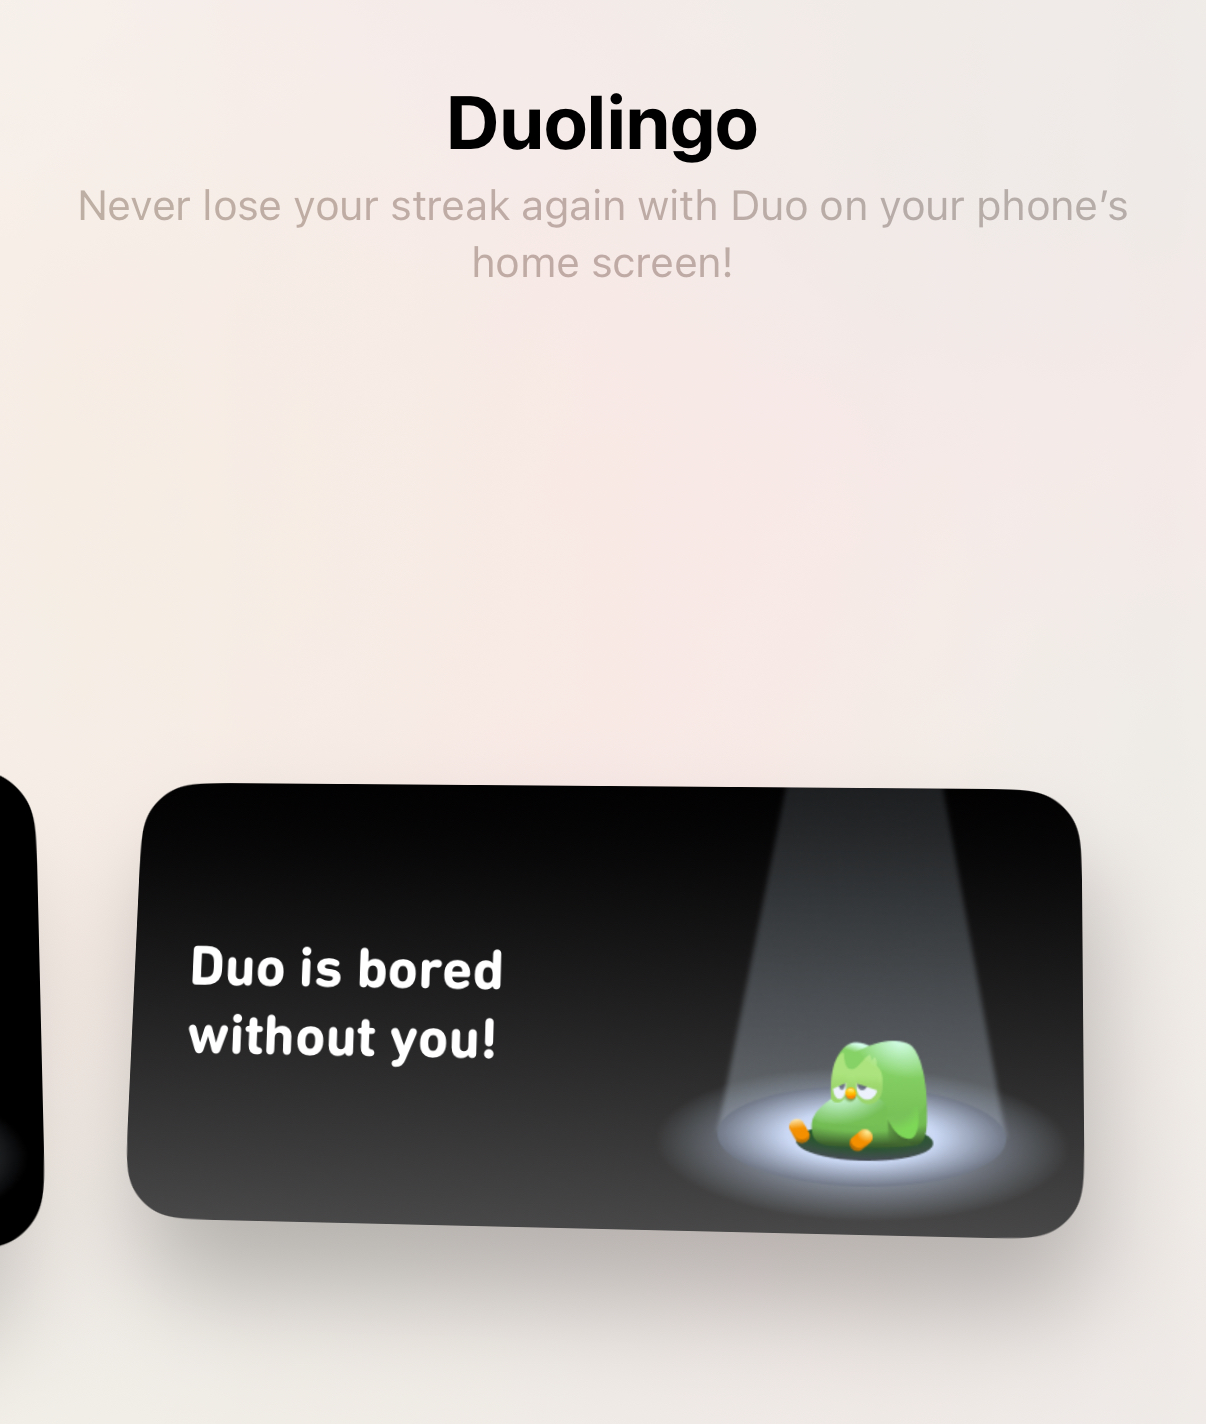 Duolingo
Never lose your streak again with Duo on your phone’s
home screen!
Duo is bored
without you!